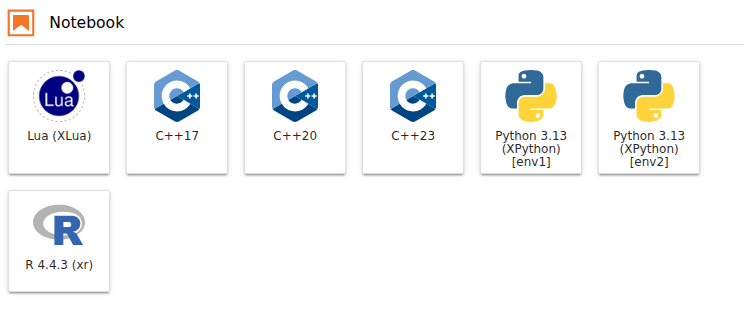 Notebook
Lua
Lua (XLua)
++
C++17
++
C++20
++
C++23
Python 3.13
(XPython)
[env1]
Python 3.13
(XPython)
[env2]
R
R 4.4.3 (xr)